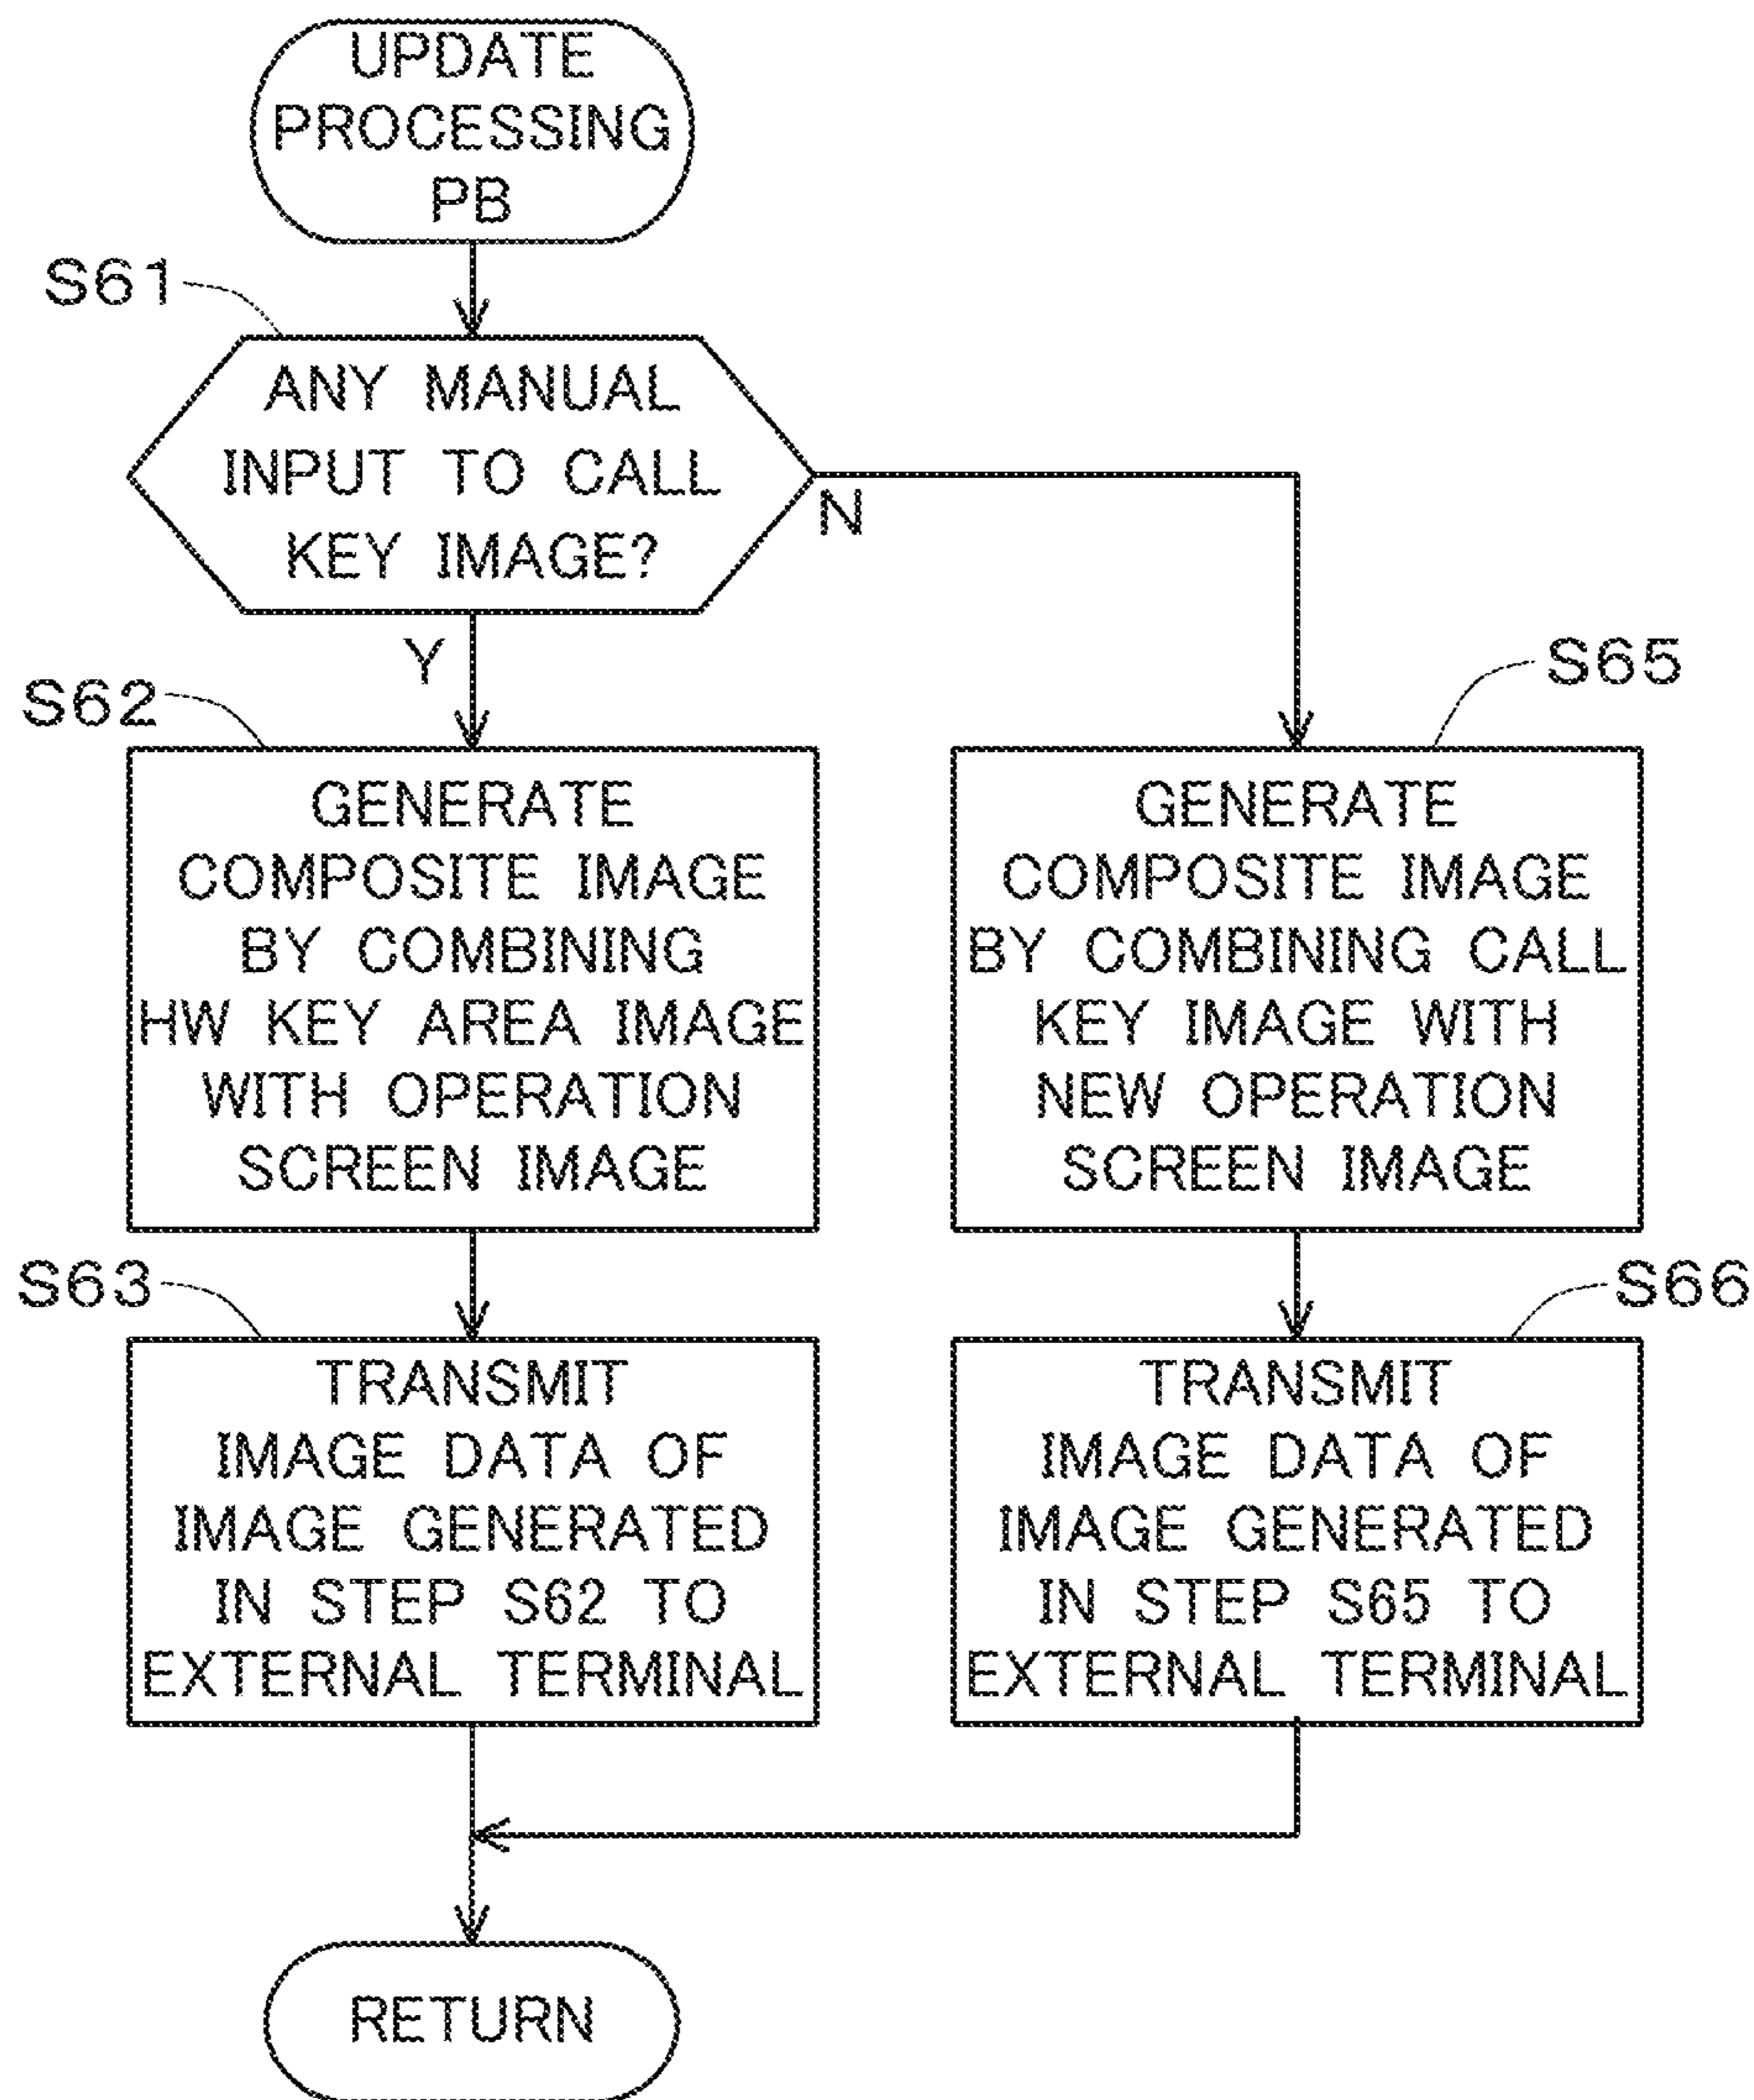 UPDATE
PROCESSING
PB
S61
ANY MANUAL
INPUT TO CALL
KEY IMAGE?
N
Y
S62
GENERATE
COMPOSITE IMAGE
BY COMBINING
HW KEY AREA IMAGE
WITH OPERATION
SCREEN IMAGE
S65
GENERATE
COMPOSITE IMAGE
BY COMBINING CALL
KEY IMAGE WITH
NEW OPERATION
SCREEN IMAGE
S63
TRANSMIT
IMAGE DATA OF
IMAGE GENERATED
IN STEP S62 TO
EXTERNAL TERMINAL
S66
TRANSMIT
IMAGE DATA OF
IMAGE GENERATED
IN STEP S65 TO
EXTERNAL TERMINAL
RETURN